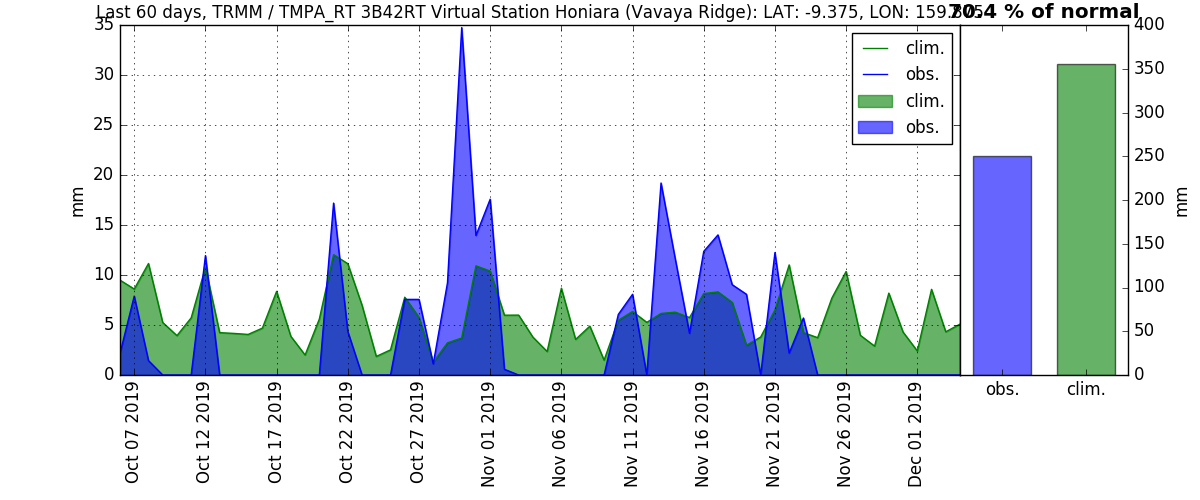 Last 60 days, TRMM / TMPA_RT 3B42RT Virtual Station Honiara (Vavaya Ridge): LAT: -9.375, LON:
70.4 % of normal
35
30
25
20
15
10
5
0
mm
clim.
obs.
clim.
obs.
Oct 07 2019
Oct 12 2019
Oct 17 2019
Oct 22 2019
Oct 27 2019
Nov 01 2019
Nov 06 2019
Nov 11 2019
Nov 16 2019
Nov 21 2019
Nov 26 2019
Dec 01 2019
400
350
300
250
200
150
100
50
0
mm
obs.
clim.